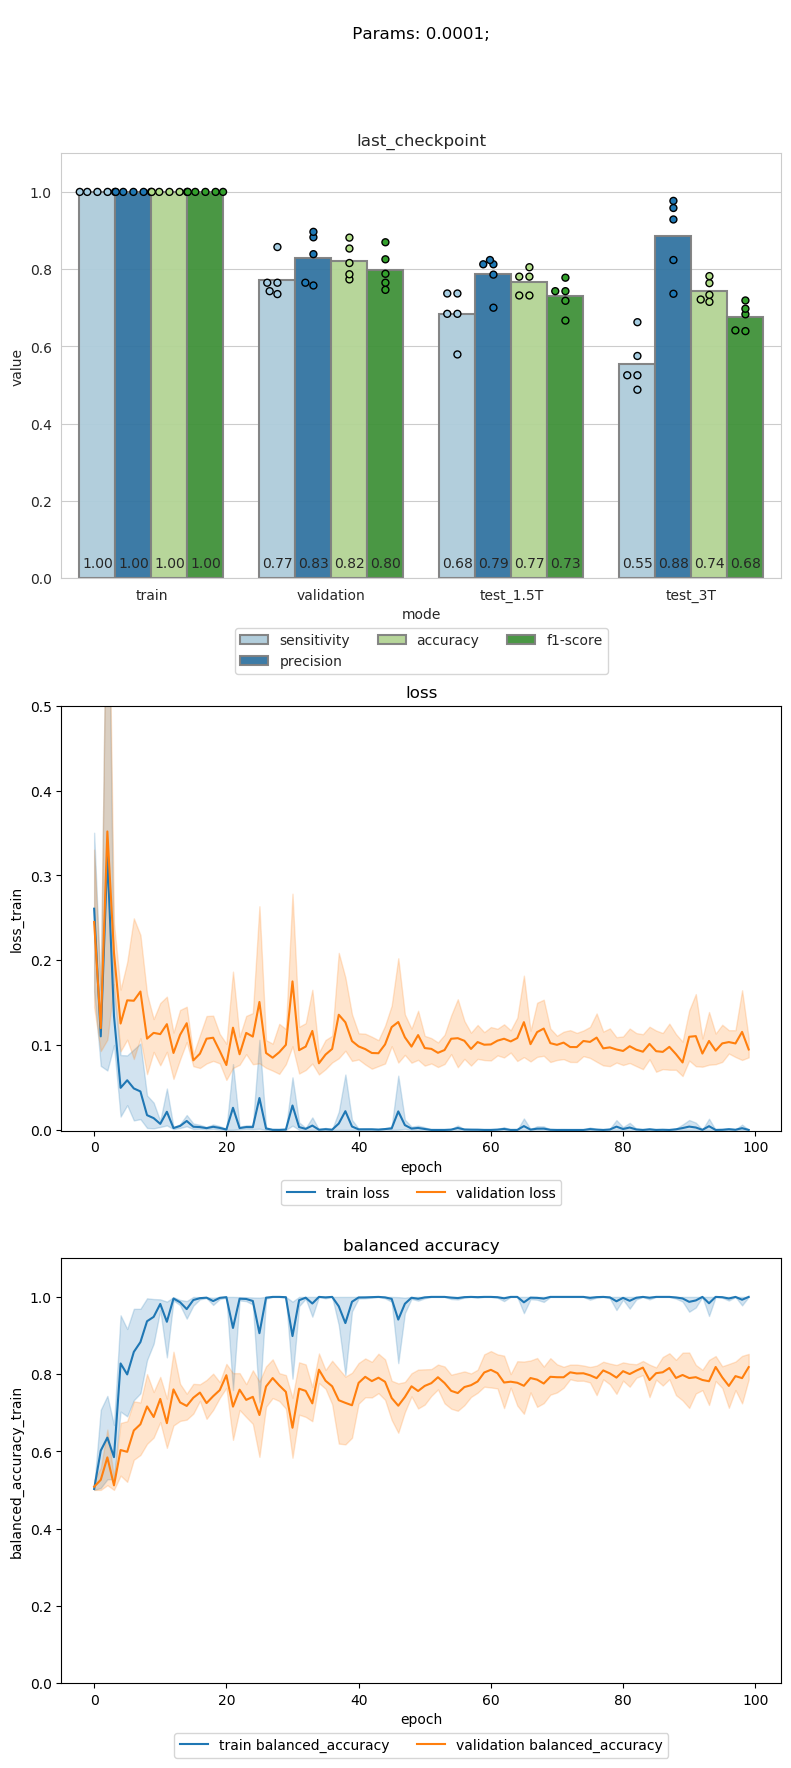 Params: 0.0001;
last_checkpoint
value
1.0
0.8
0.6
0.4
0.2
0.0
1.00 1.00 1.00 1.00 0.77 0.83 0.82 0.80 0.68 0.79 0.77 0.73 0.55 0.88 0.74 0.68
train validation test_1.5T test_3T
mode
sensitivity accuracy f1-score
precision
loss
loss_train
0.5
0.4
0.3
0.2
0.1
0.0
0 20 40 60 80 100
epoch
train loss validation loss
balanced accuracy
balanced_accuracy_train
1.0
0.8
0.6
0.4
0.2
0.0
0 20 40 60 80 100
epoch
train balanced_accuracy validation balanced_accuracy